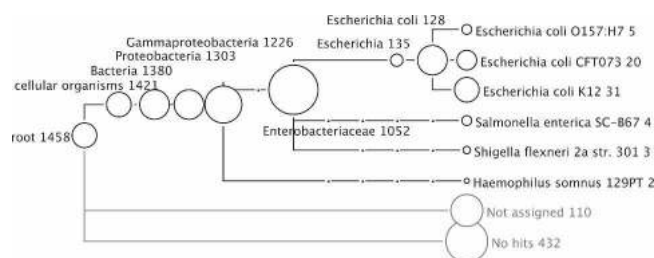 Escherichia coli 128
Escherichia coli O157:H7 5
Gammaproteobacteria 1226
Escherichia 135
Proteobacteria 1303
Escherichia coli CFT073 20
Bacteria 1380
cellular organisms 1421
Escherichia coli K12 31
Salmonella enterica SC-B67 4
Enterobacteriaceae 1052
root 1458
Shigella flexneri 2a str. 301 3
Haemophilus somnus 129PT 2
Not assigned 110
No hits 432